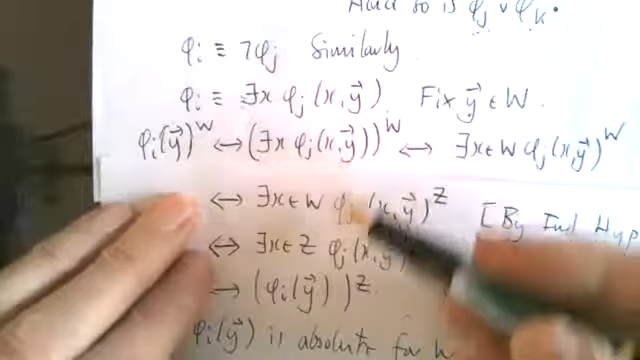 so is φj ∨ φk.
φi ≡ ¬φj Similarly
φi ≡ ∃x φj(x,y⃗) Fix y⃗ ∈ W.
φi(y⃗)^W ↔ (∃x φj(x,y⃗))^W ↔ ∃x∈W φj(x,y⃗)^W
↔ ∃x∈W φj(x,y⃗)^Z [By Ind Hyp
↔ ∃x∈Z φj(x,y⃗)
→ (φi(y⃗))^Z.
φi(y⃗) is absolute for W